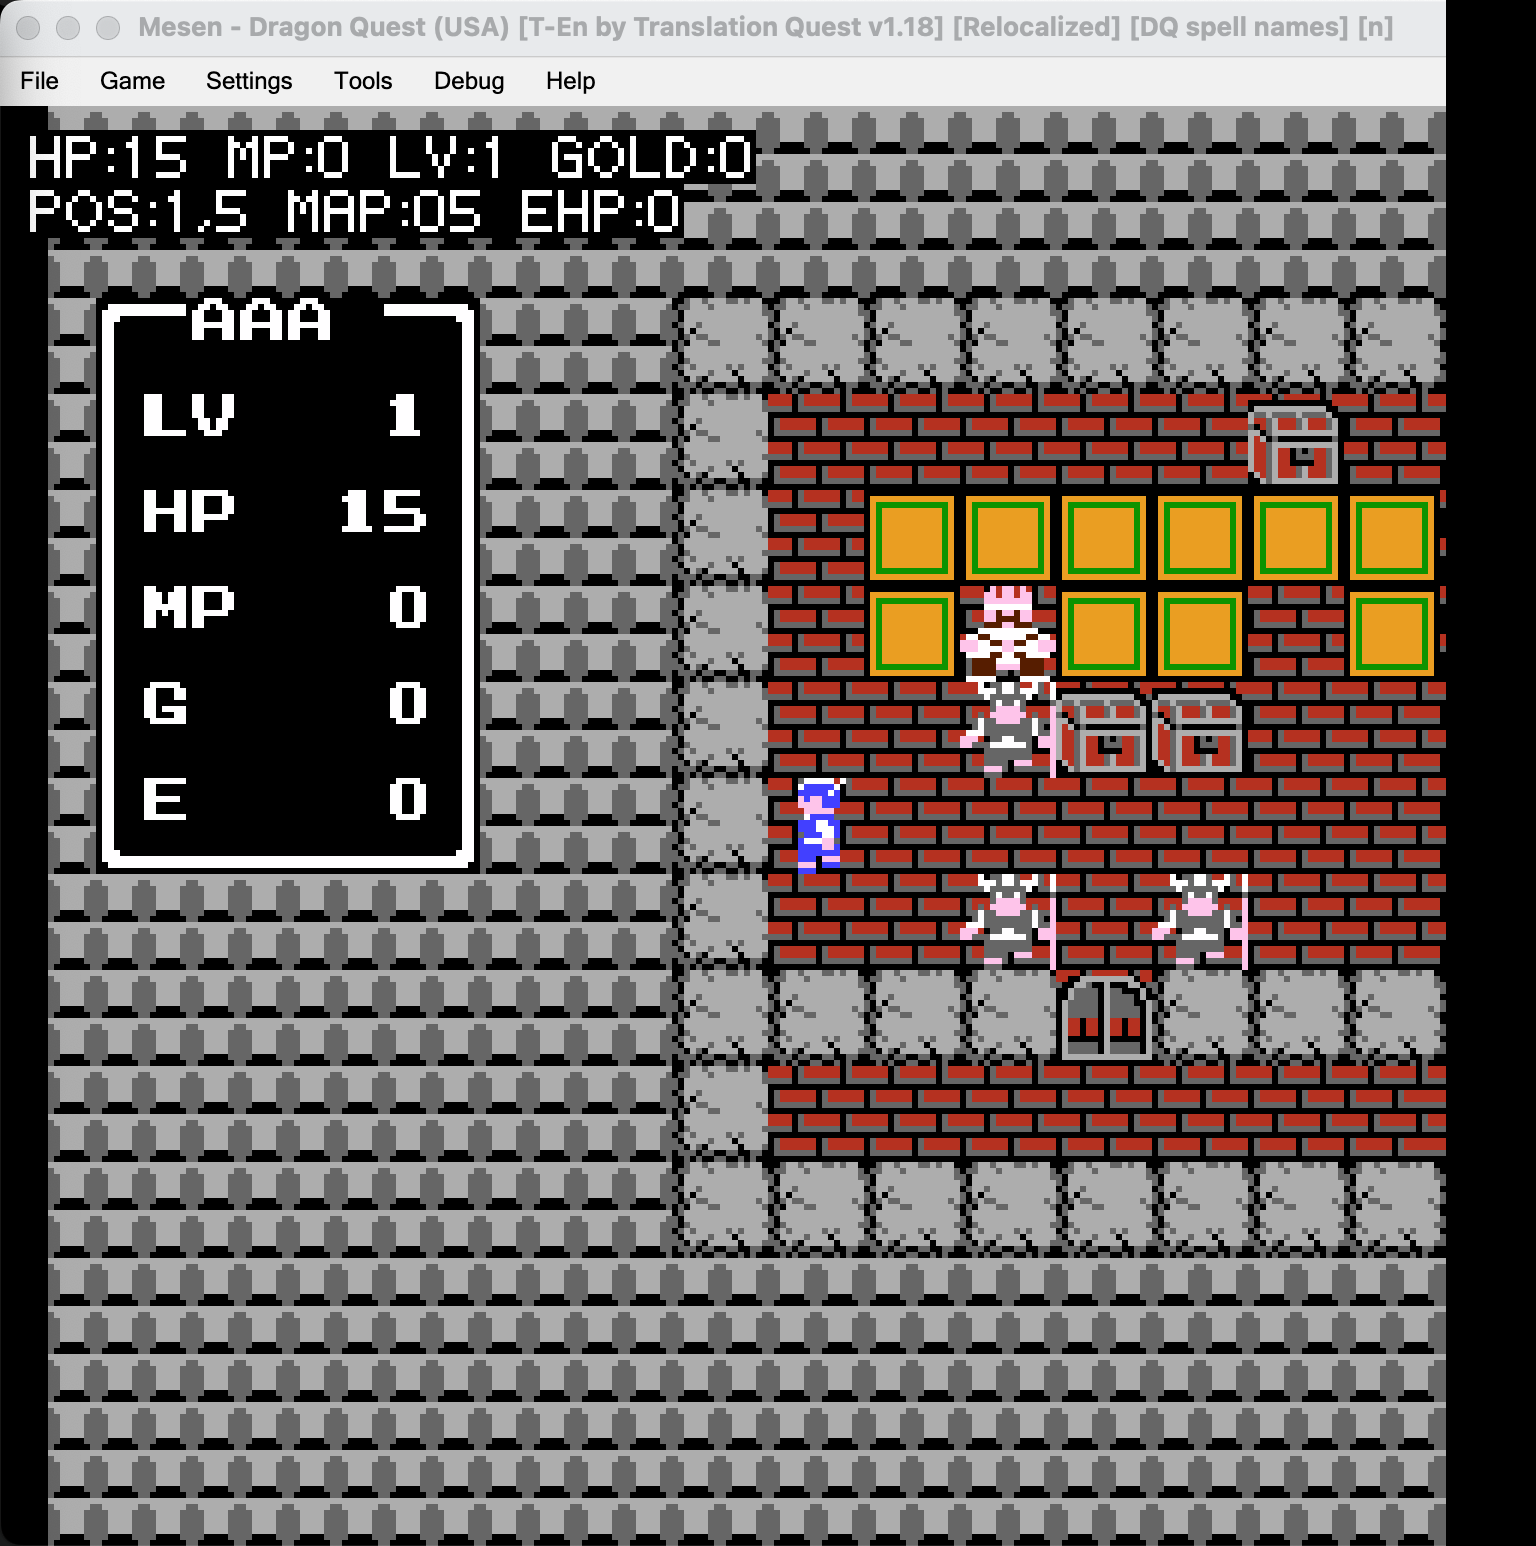 Mesen - Dragon Quest (USA) [T-En by Translation Quest v1.18] [Relocalized] [DQ spell names] [n]
File Game Settings Tools Debug Help
HP:15 MP:0 LV:1 GOLD:0
POS:1,5 MAP:05 EHP:0
AAA
LV 1
HP 15
MP 0
G 0
E 0